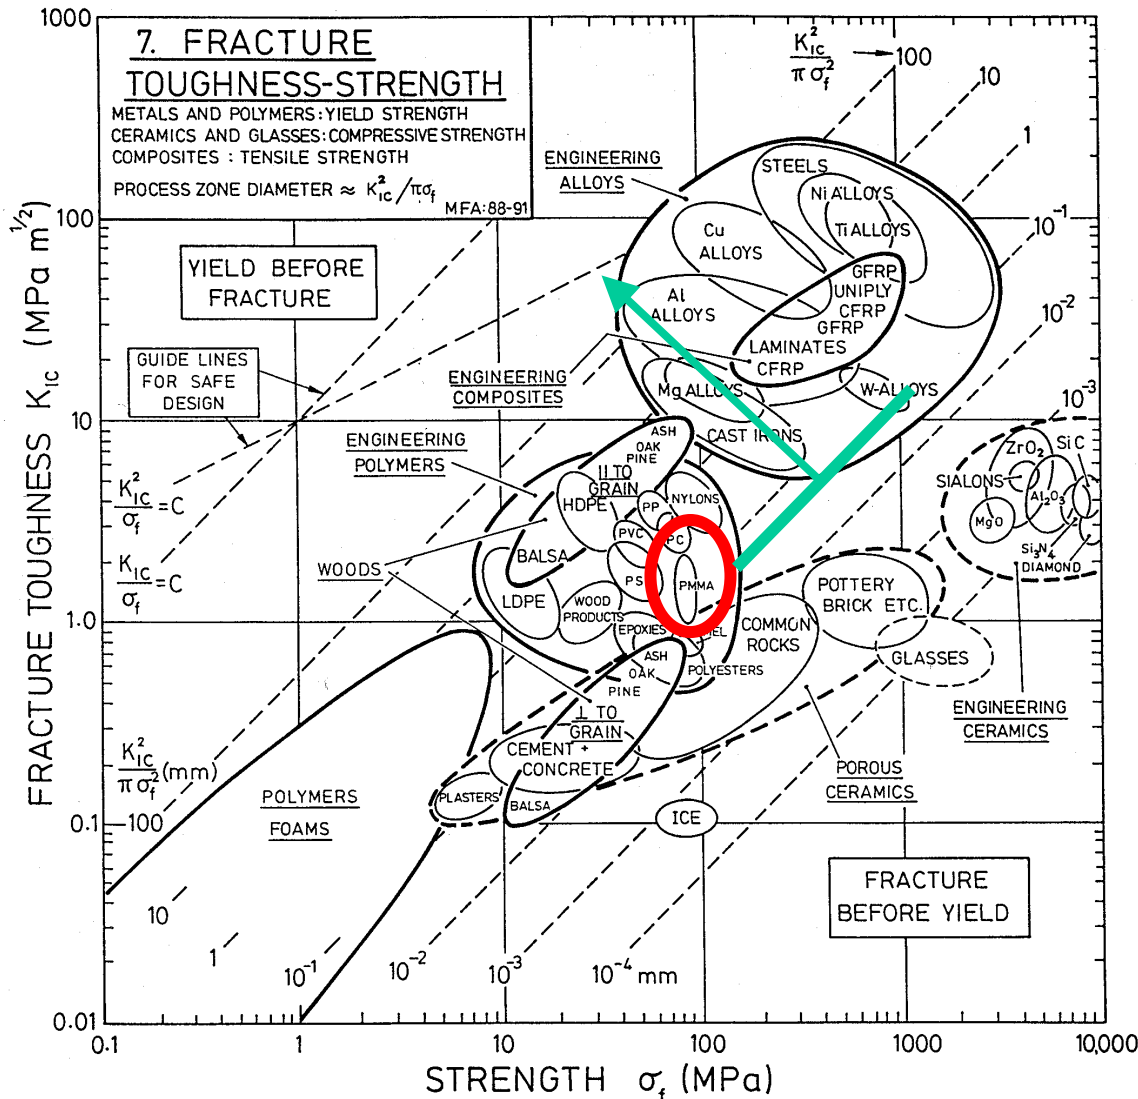 7. FRACTURE
TOUGHNESS-STRENGTH
METALS AND POLYMERS: YIELD STRENGTH
CERAMICS AND GLASSES: COMPRESSIVE STRENGTH
COMPOSITES : TENSILE STRENGTH
PROCESS ZONE DIAMETER ≈ K²IC/πσf
MFA:88-91
K²IC/πσ²f
100
10
1
10⁻¹
10⁻²
10⁻³
ENGINEERING
ALLOYS
STEELS
Ni ALLOYS
Ti ALLOYS
Cu
ALLOYS
GFRP
UNIPLY
CFRP
GFRP
LAMINATES
CFRP
Al
ALLOYS
Mg ALLOYS
W-ALLOYS
CAST IRONS
YIELD BEFORE
FRACTURE
GUIDE LINES
FOR SAFE
DESIGN
ENGINEERING
COMPOSITES
ENGINEERING
POLYMERS
K²IC/σf = C
K²IC/σf = C
ASH
OAK
PINE
|| TO
GRAIN
HDPE
PP
NYLONS
PVC
PC
BALSA
WOODS
LDPE
PS
PMMA
WOOD
PRODUCTS
EPOXIES
POLYESTERS
ASH
OAK
PINE
⊥ TO
GRAIN
CEMENT +
CONCRETE
PLASTERS
BALSA
ICE
COMMON
ROCKS
POTTERY
BRICK ETC.
GLASSES
POROUS
CERAMICS
ZrO₂
SiC
SIALONS
Al₂O₃
MgO
Si₃N₄
DIAMOND
ENGINEERING
CERAMICS
POLYMERS
FOAMS
K²IC/πσ²f (mm)
100
10
1
10⁻¹
10⁻²
10⁻³
10⁻⁴ mm
FRACTURE
BEFORE YIELD
FRACTURE TOUGHNESS KIC (MPa m1/2)
1000
100
10
1.0
0.1
0.01
0.1
1
10
100
1000
10,000
STRENGTH σf (MPa)